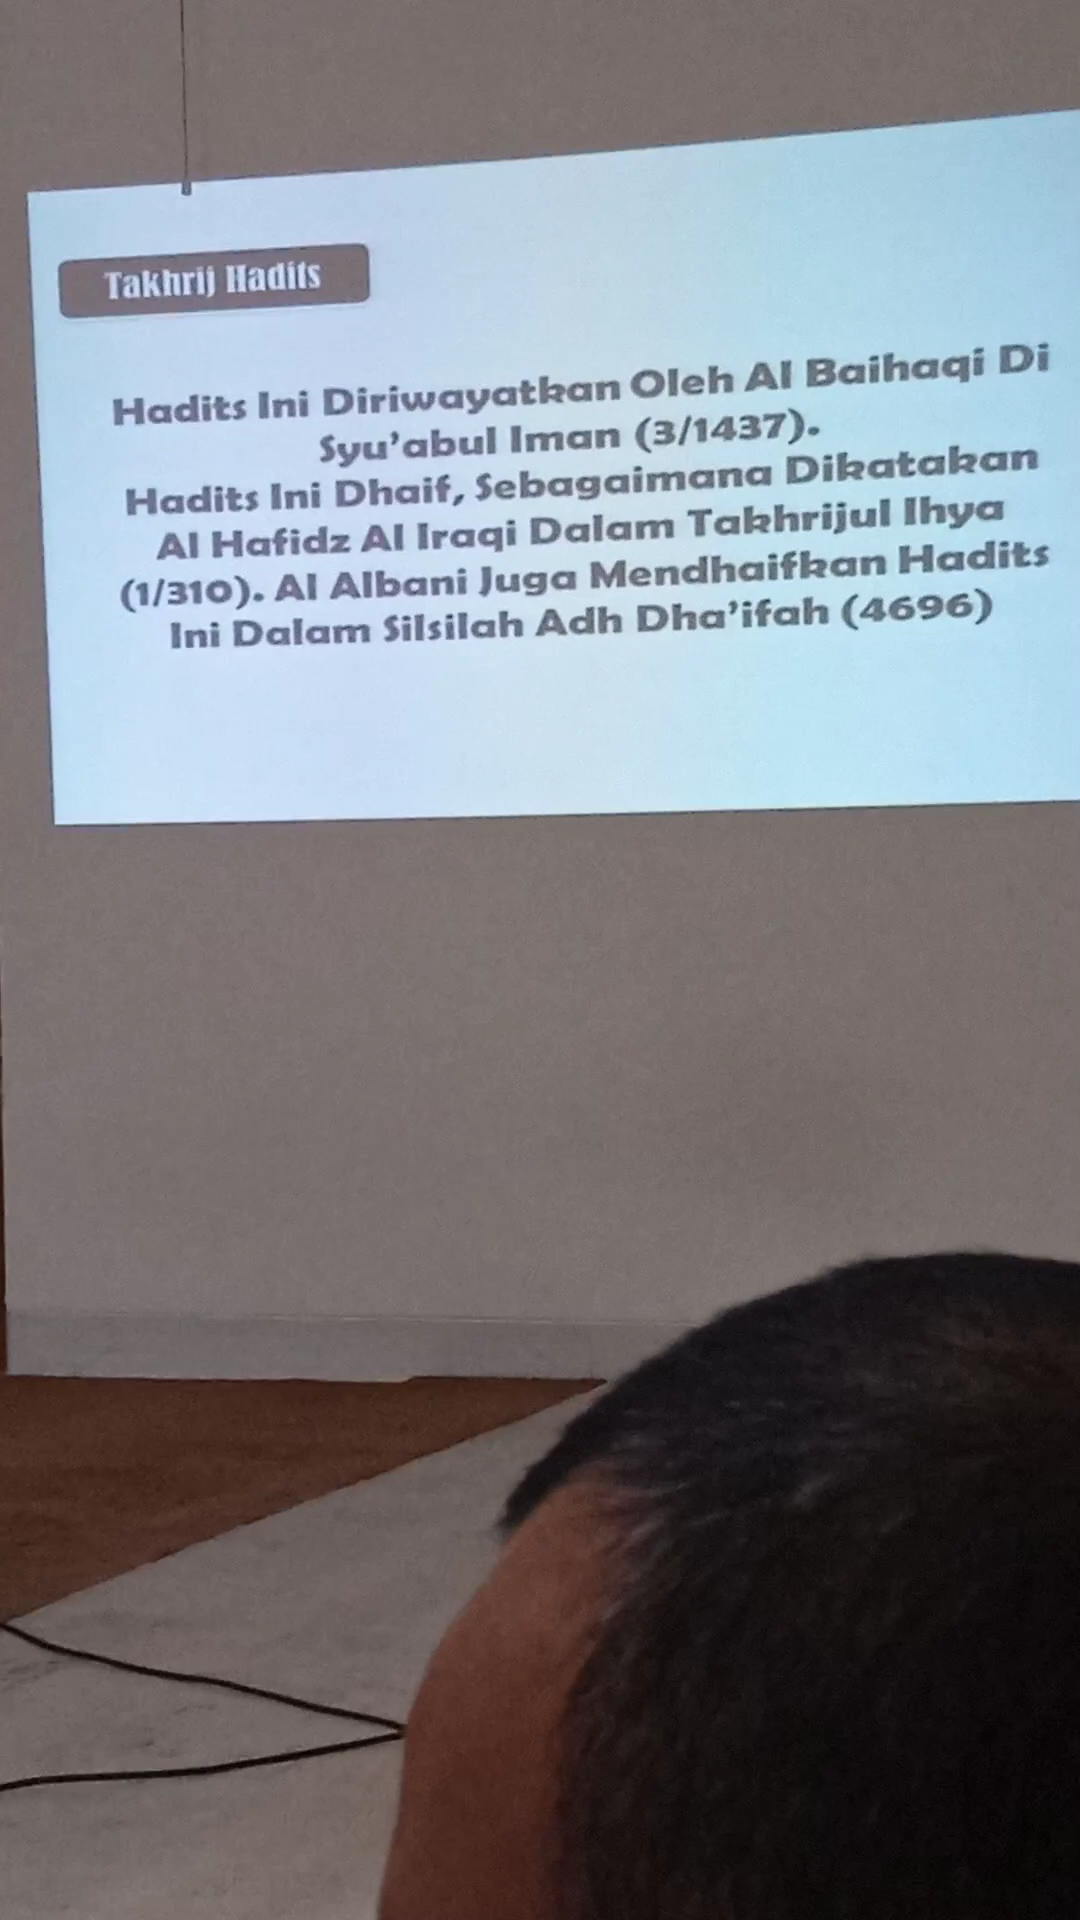 Takhrij Hadits
Hadits Ini Diriwayatkan Oleh Al Baihaqi Di
Syu'abul Iman (3/1437).
Hadits Ini Dhaif, Sebagaimana Dikatakan
Al Hafidz Al Iraqi Dalam Takhrijul Ihya
(1/310). Al Albani Juga Mendhaifkan Hadits
Ini Dalam Silsilah Adh Dha'ifah (4696)